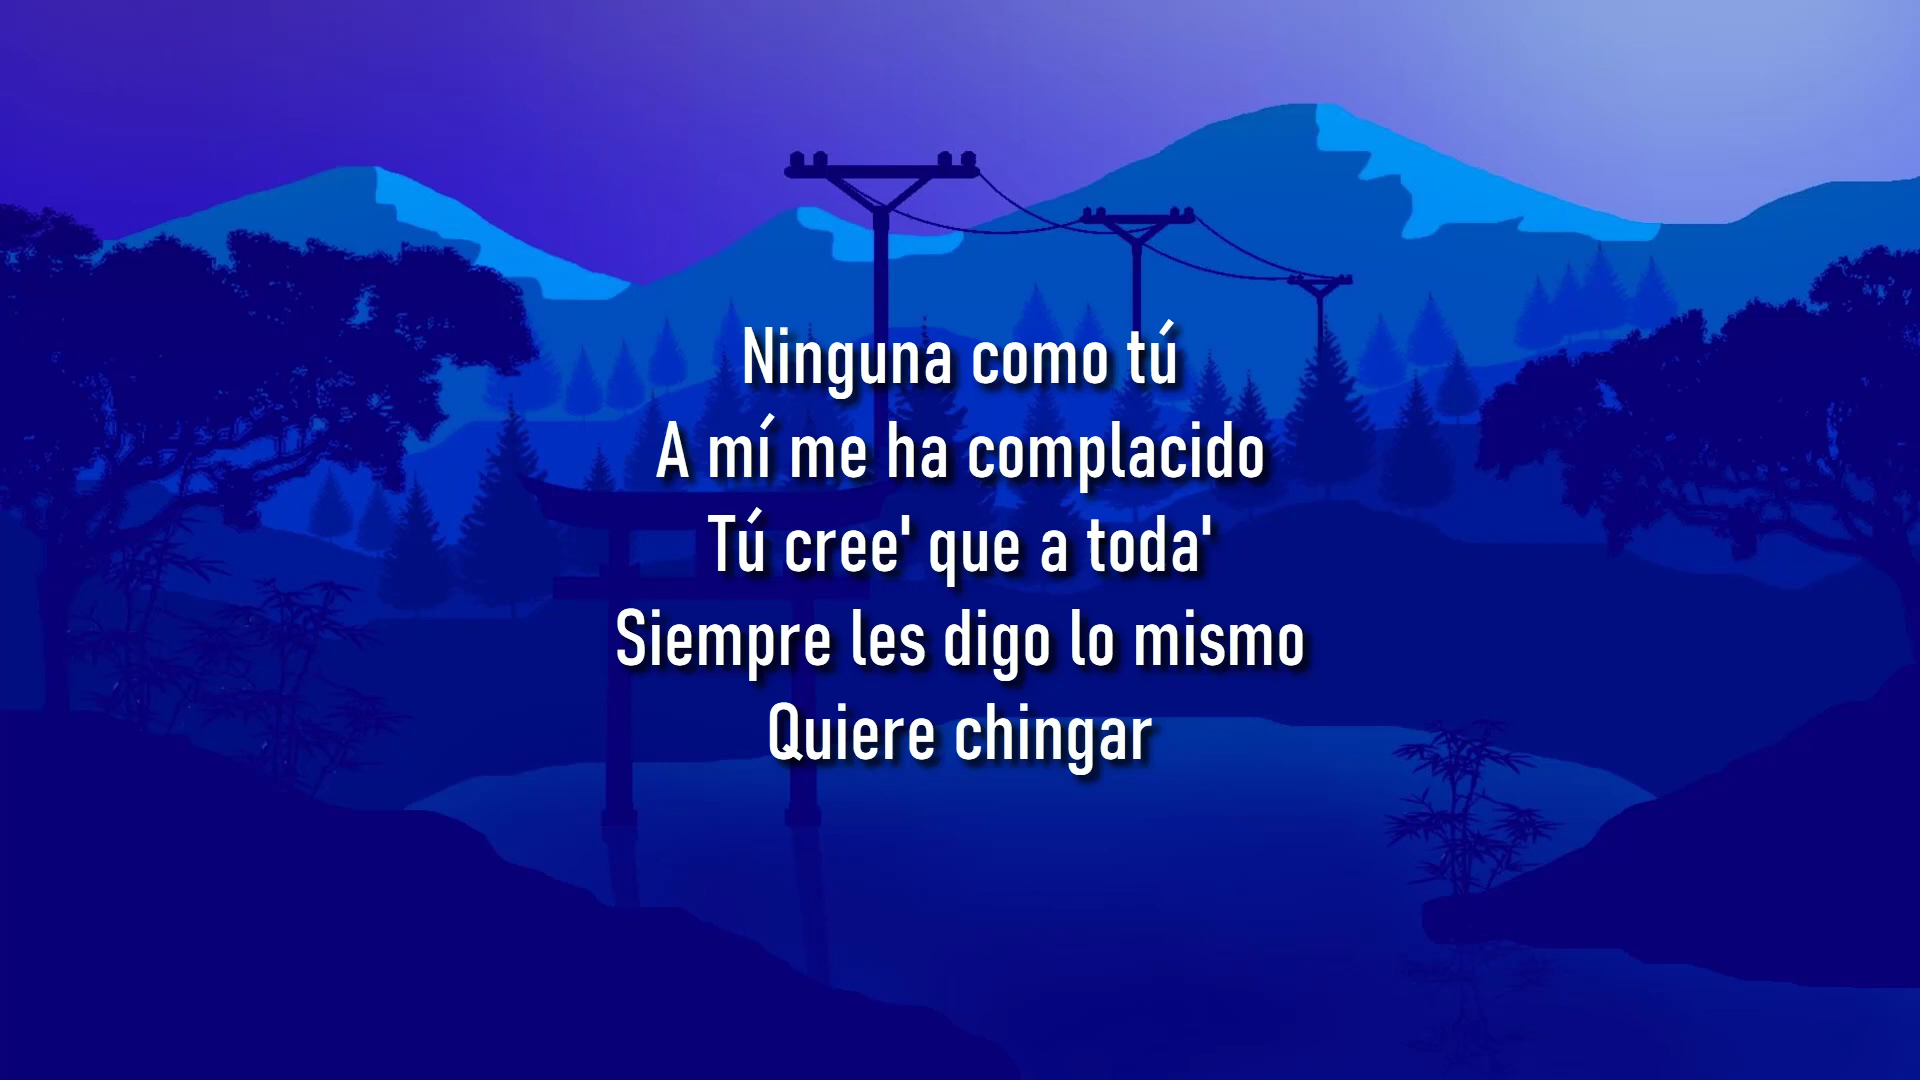 Ninguna como tú
A mí me ha complacido
Tú cree' que a toda'
Siempre les digo lo mismo
Quiere chingar